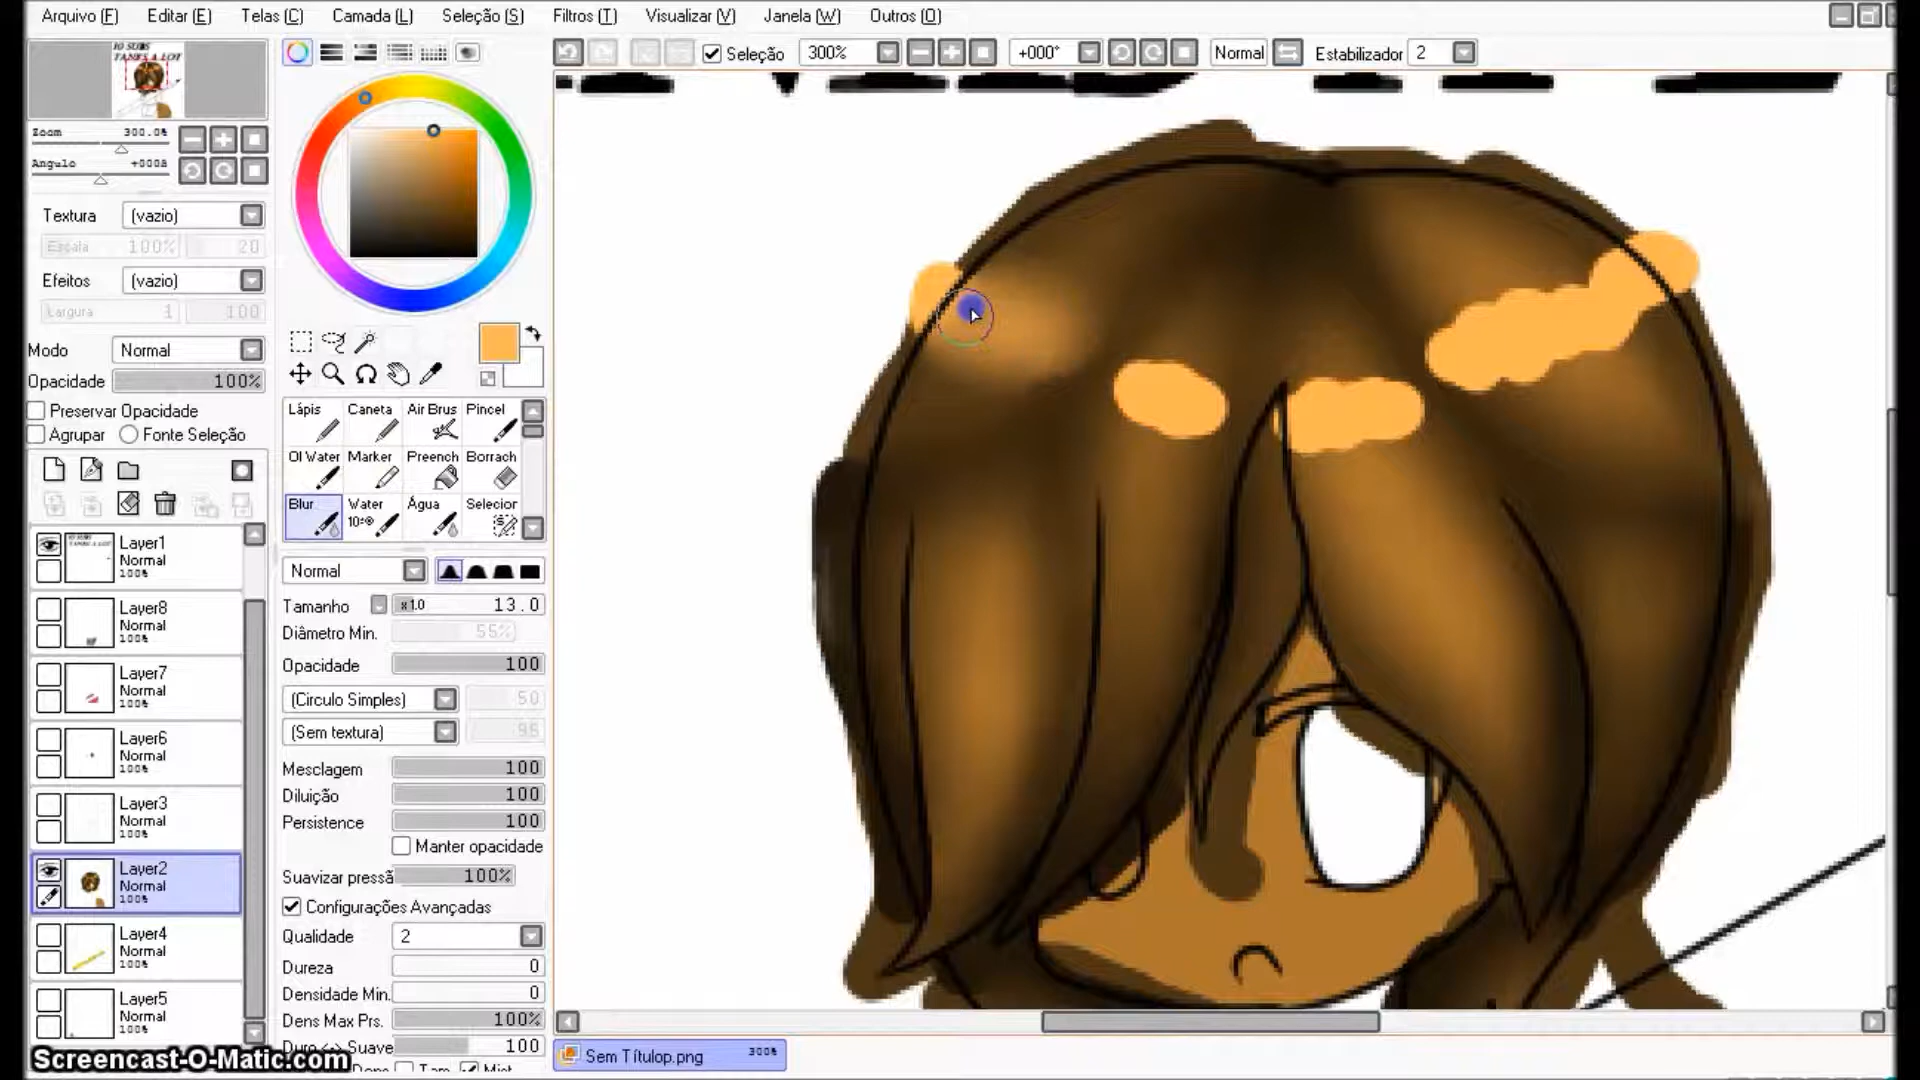 Arquivo (F) Editar (E) Telas (C) Camada (L) Seleção (S) Filtros (T) Visualizar (V) Janela (W) Outros (O)
Seleção 300% +000° Normal Estabilizador 2
10 SUBS
TANKS A LOT
Zoom 300.0%
Angulo +000å
Textura (vazio)
Escala 100% 20
Efeitos (vazio)
Largura 1 100
Modo Normal
Opacidade 100%
Preservar Opacidade
Agrupar Fonte Seleção
Lápis Caneta Air Brus Pincel
Ol Water Marker Preench Borrach
Blur Water Água Selecior
Normal
Tamanho x1.0 13.0
Diâmetro Min. 55%
Opacidade 100
(Circulo Simples) 50
(Sem textura) 95
Mesclagem 100
Diluição 100
Persistence 100
Manter opacidade
Suavizar pressã 100%
Configurações Avançadas
Qualidade 2
Dureza 0
Densidade Min. 0
Dens Max Prs. 100%
Duro <-> Suave 100
Layer1
Normal
100%
Layer8
Normal
100%
Layer7
Normal
100%
Layer6
Normal
100%
Layer3
Normal
100%
Layer2
Normal
100%
Layer4
Normal
100%
Layer5
Normal
100%
Sem Títulop.png 300%
Screencast-O-Matic.com